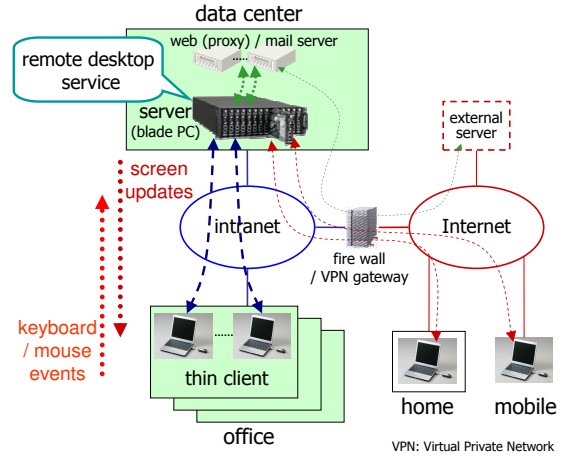 data center
web (proxy) / mail server
remote desktop
service
server
(blade PC)
external
server
screen
updates
intranet
Internet
fire wall
/ VPN gateway
keyboard
/ mouse
events
thin client
office
home
mobile
VPN: Virtual Private Network